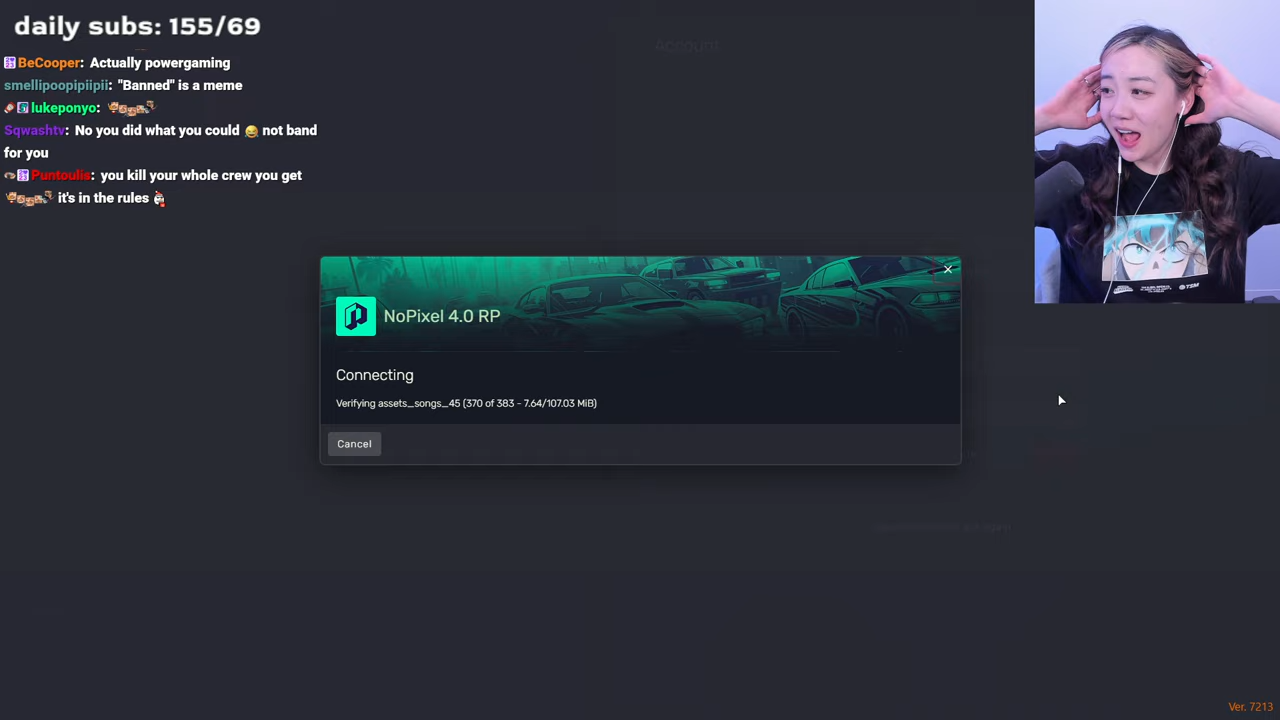 daily subs: 155/69
Account
BeCooper: Actually powergaming
smellipoopipiipii: "Banned" is a meme
lukeponyo:
Sqwashtv: No you did what you could 😂 not band
for you
Puntoulis: you kill your whole crew you get
it's in the rules
NoPixel 4.0 RP
Connecting
Verifying assets_songs_45 (370 of 383 - 7.64/107.03 MiB)
Cancel
TSM
Ver. 7213